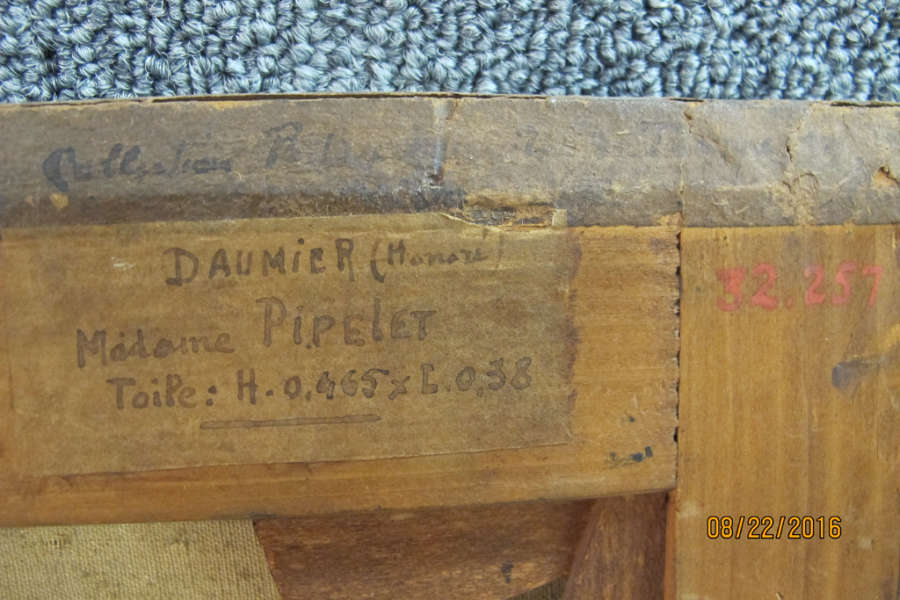 Collection
DAUMIER (Honoré)
Madame PIPELET
Toile: H. 0.465 x L. 0.38
32.257
08/22/2016